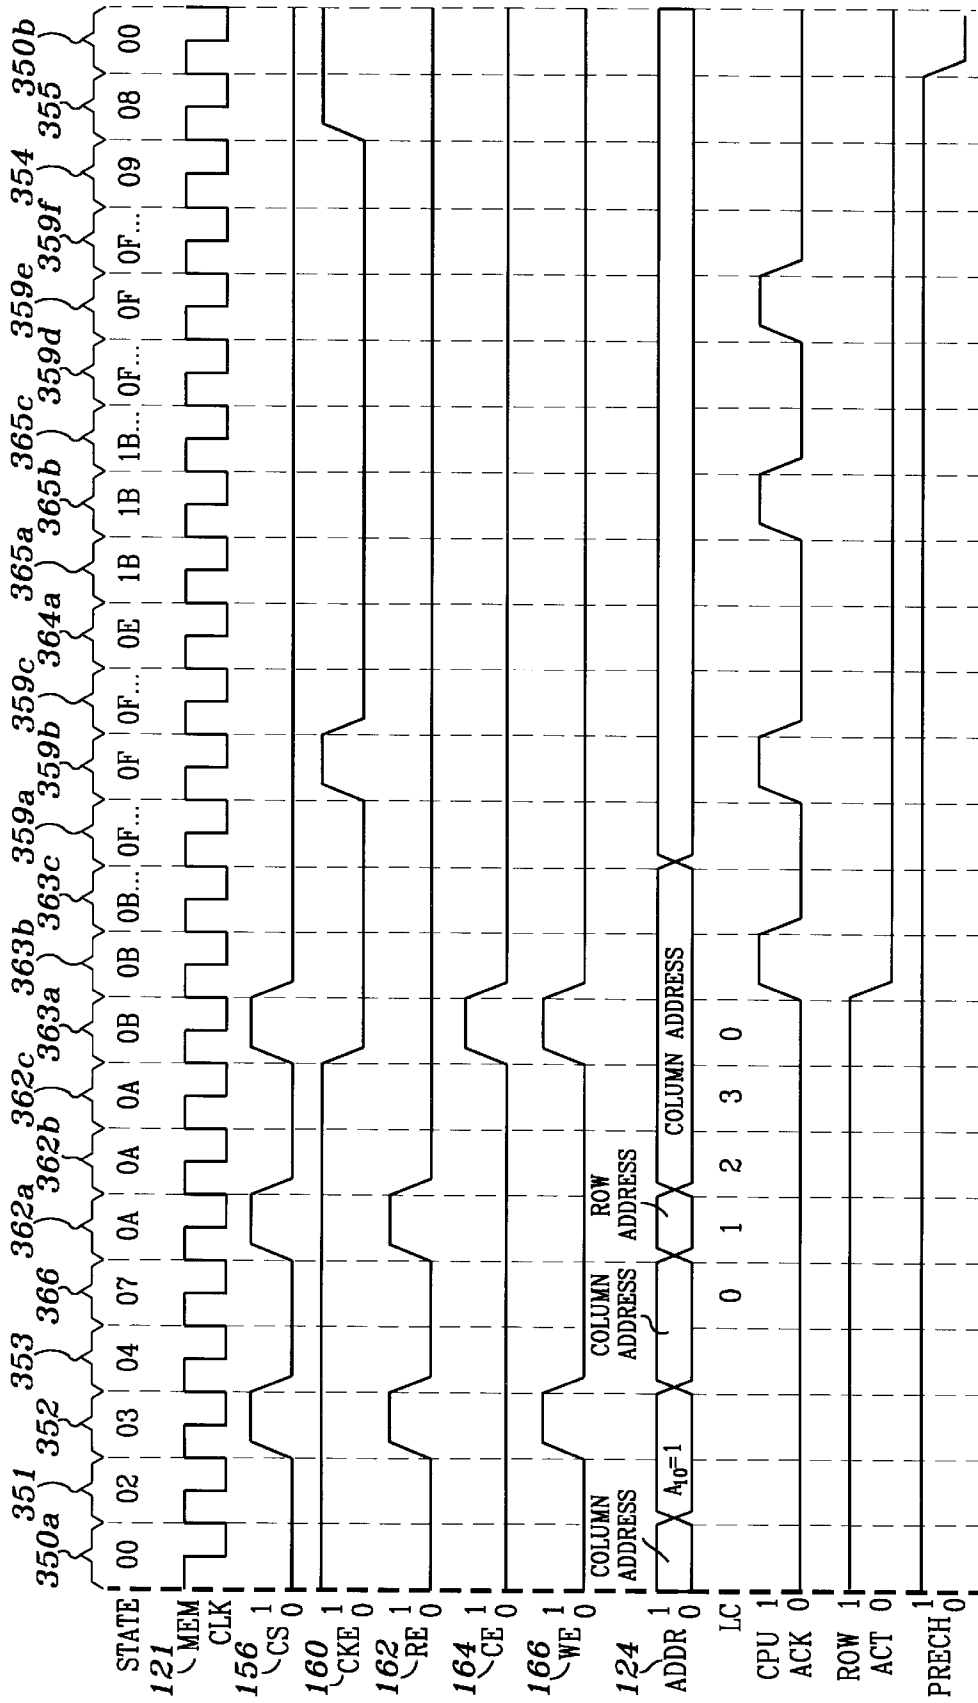 350a 351 352 353 366 362a 362b 362c 363a 363b 363c 359a 359b 359c 364a 365a 365b 365c 359d 359e 359f 354 355 350b
STATE 00 02 03 04 07 0A 0A 0A 0B 0B 0B... 0F... 0F 0F... 0E 1B 1B 1B... 0F... 0F 0F... 09 08 00
121 MEM
CLK
156 CS 1
0
160 CKE 1
0
162 RE 1
0
164 CE 1
0
166 WE 1
0
COLUMN
ADDRESS
COLUMN
ADDRESS
ROW
ADDRESS
124
ADDR 1
0
A10=1
COLUMN ADDRESS
LC 0 1 2 3 0
CPU 1
ACK 0
ROW 1
ACT 0
PRECH 1
0